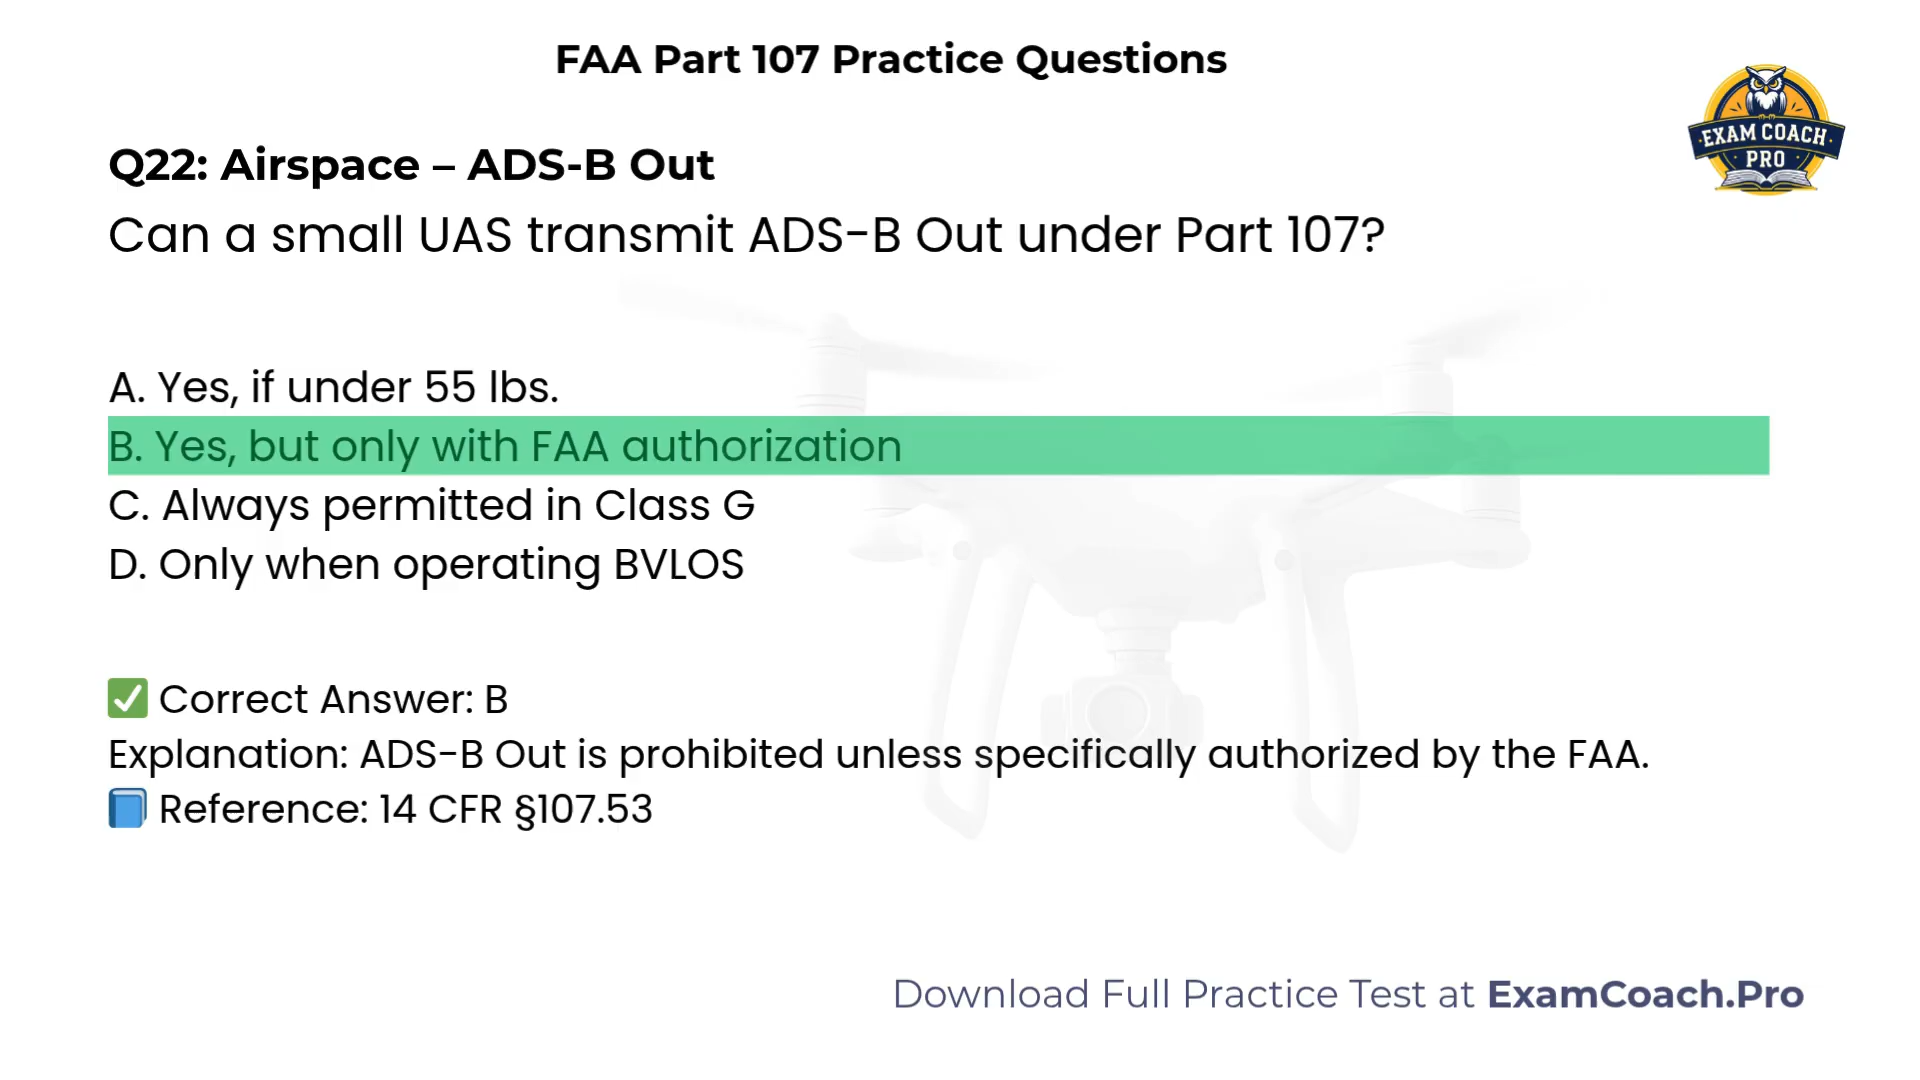 FAA Part 107 Practice Questions
EXAM COACH
PRO
Q22: Airspace – ADS-B Out
Can a small UAS transmit ADS-B Out under Part 107?
A. Yes, if under 55 lbs.
B. Yes, but only with FAA authorization
C. Always permitted in Class G
D. Only when operating BVLOS
✅ Correct Answer: B
Explanation: ADS-B Out is prohibited unless specifically authorized by the FAA.
📘 Reference: 14 CFR §107.53
Download Full Practice Test at ExamCoach.Pro